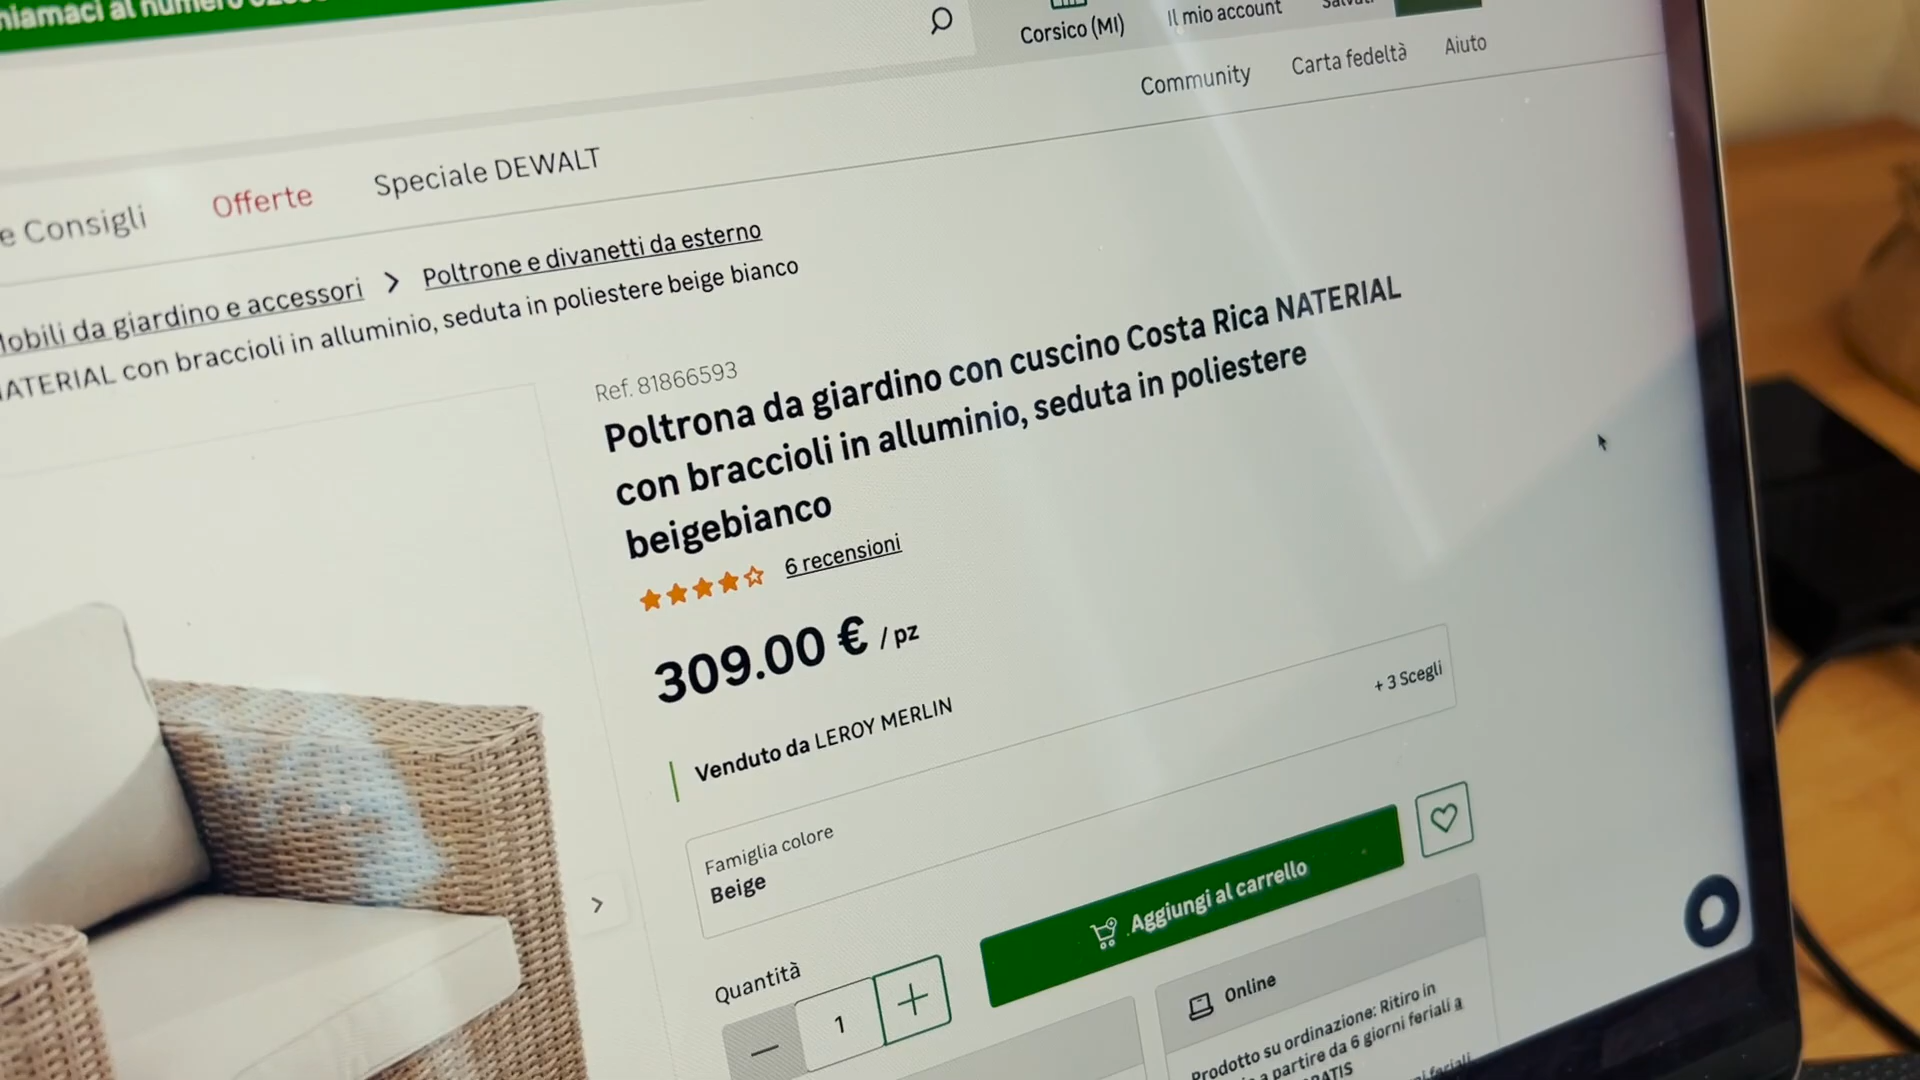 al numero
Corsico (MI)
Il mio account
Community
Carta fedeltà
Aiuto
e Consigli
Offerte
Speciale DEWALT
da giardino e accessori
Poltrone e divanetti da esterno
con braccioli in alluminio, seduta in poliestere beige bianco
Ref. 81866593
Poltrona da giardino con cuscino Costa Rica NATERIAL
con braccioli in alluminio, seduta in poliestere
beigebianco
6 recensioni
309.00 € / pz
Venduto da LEROY MERLIN
+ 3 Scegli
Famiglia colore
Beige
Quantità
1
Aggiungi al carrello
Online
Prodotto su ordinazione: Ritiro in
a partire da 6 giorni feriali a